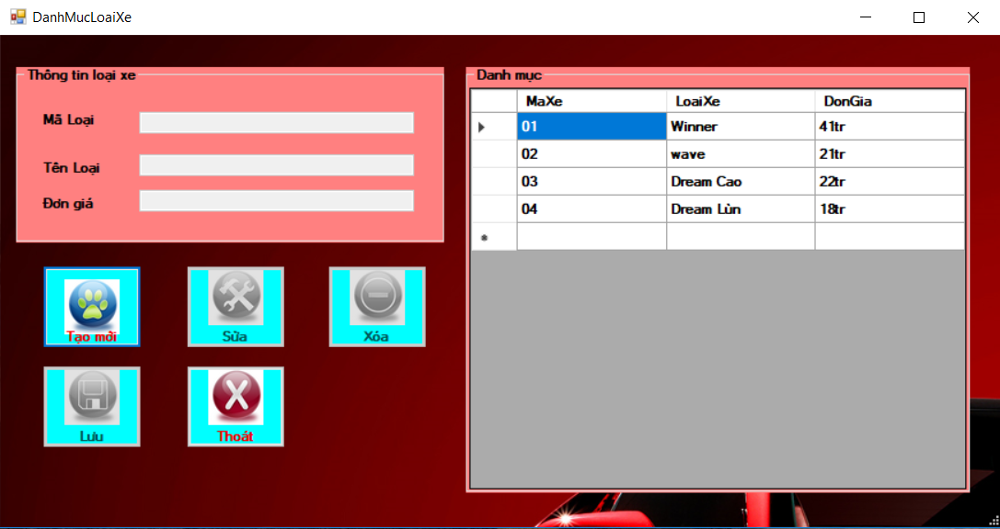 DanhMucLoaiXe
Thông tin loại xe
Mã Loại
Tên Loại
Đơn giá
Tạo mới
Sửa
Xóa
Lưu
Thoát
Danh mục
MaXe LoaiXe DonGia
01 Winner 41tr
02 wave 21tr
03 Dream Cao 22tr
04 Dream Lùn 18tr